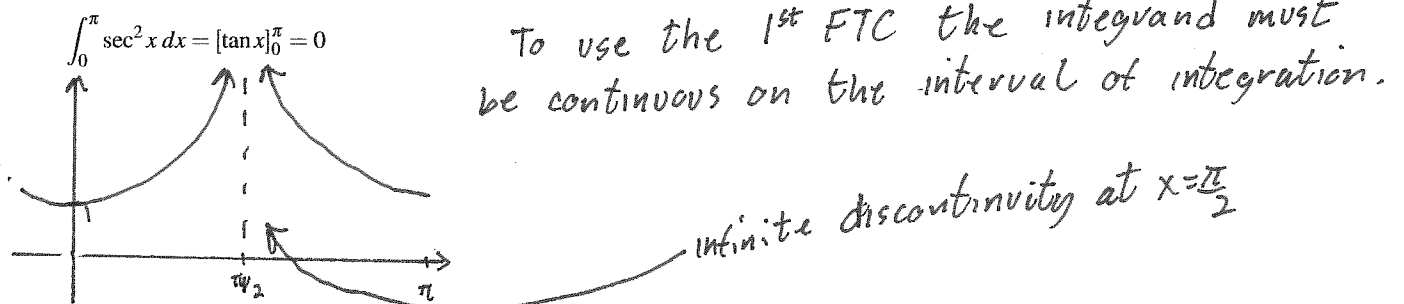 ∫₀^π sec² x dx = [tan x]₀^π = 0
To use the 1st FTC the integrand must
be continuous on the interval of integration.
infinite discontinuity at x=π/2
1
π/2
π